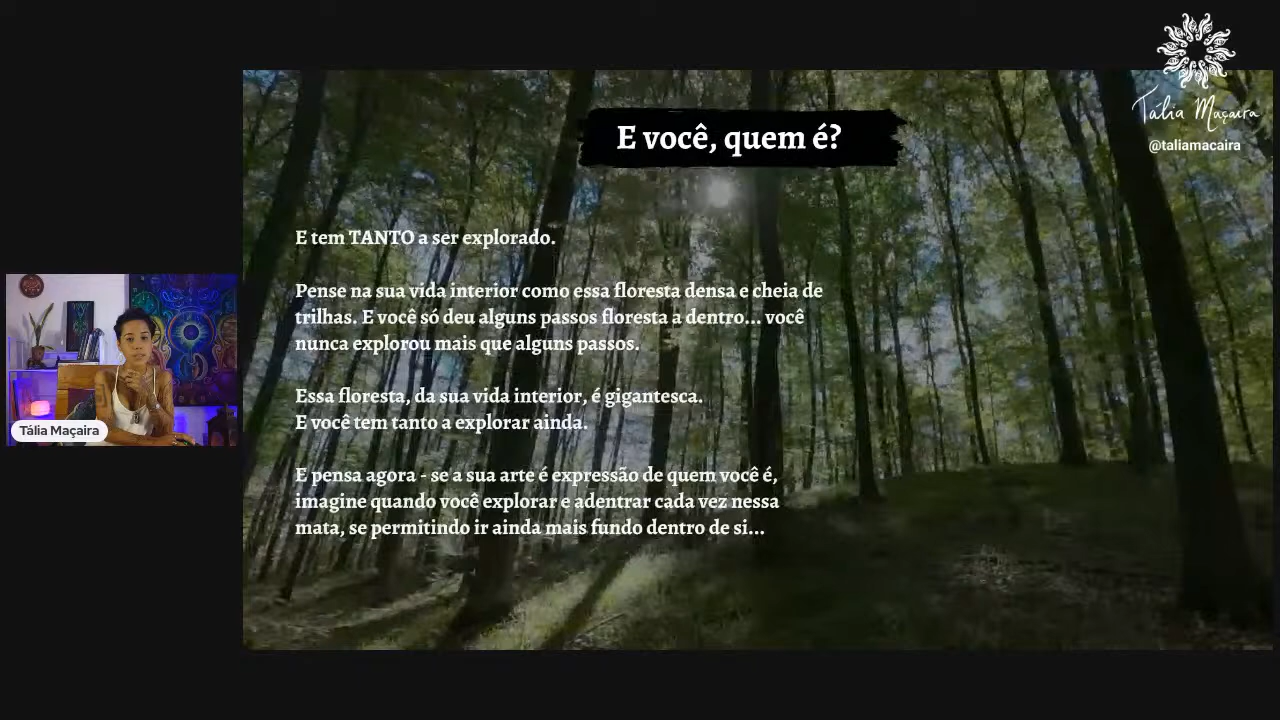 Tália Maçaira
@taliamacaira
E você, quem é?
E tem TANTO a ser explorado.
Pense na sua vida interior como essa floresta densa e cheia de
trilhas. E você só deu alguns passos floresta a dentro... você
nunca explorou mais que alguns passos.
Essa floresta, da sua vida interior, é gigantesca.
E você tem tanto a explorar ainda.
E pensa agora - se a sua arte é expressão de quem você é,
imagine quando você explorar e adentrar cada vez nessa
mata, se permitindo ir ainda mais fundo dentro de si...
Tália Maçaira